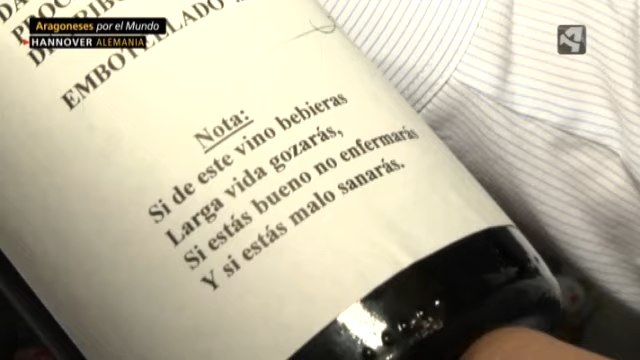 Aragoneses por el Mundo
HANNOVER ALEMANIA
EMBOTELLADO
Nota:
Si de este vino bebieras
Larga vida gozarás,
Si estás bueno no enfermarás
Y si estás malo sanarás.